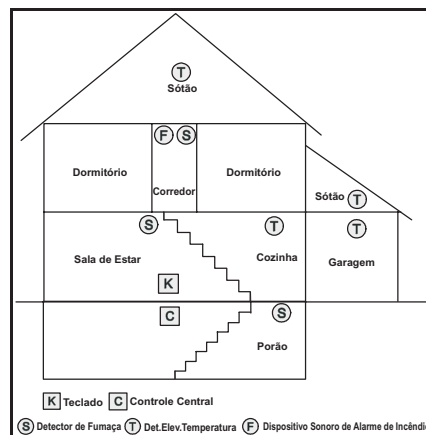 T
Sótão
F S
Dormitório
Corredor
Dormitório
Sótão T
S
T
T
Sala de Estar
Cozinha
Garagem
K
C
S
Porão
K Teclado C Controle Central
S Detector de Fumaça T Det.Elev.Temperatura F Dispositivo Sonoro de Alarme de Incêndio